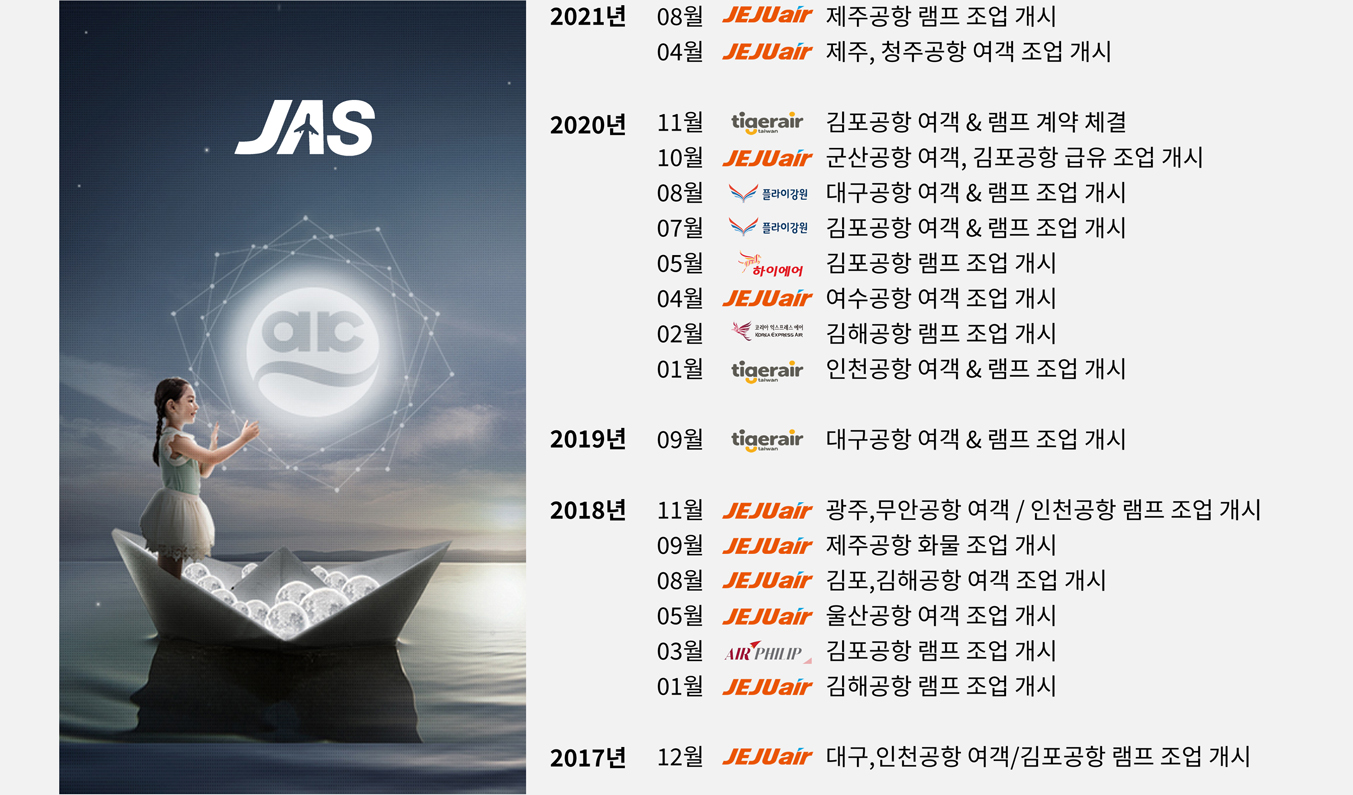 JAS
air
2021년 08월 JEJUair 제주공항 램프 조업 개시
04월 JEJUair 제주, 청주공항 여객 조업 개시
2020년 11월 tigerair taiwan 김포공항 여객 & 램프 계약 체결
10월 JEJUair 군산공항 여객, 김포공항 급유 조업 개시
08월 플라이강원 대구공항 여객 & 램프 조업 개시
07월 플라이강원 김포공항 여객 & 램프 조업 개시
05월 하이에어 김포공항 램프 조업 개시
04월 JEJUair 여수공항 여객 조업 개시
02월 코리아 익스프레스 에어 KOREA EXPRESS AIR 김해공항 램프 조업 개시
01월 tigerair taiwan 인천공항 여객 & 램프 조업 개시
2019년 09월 tigerair taiwan 대구공항 여객 & 램프 조업 개시
2018년 11월 JEJUair 광주,무안공항 여객 / 인천공항 램프 조업 개시
09월 JEJUair 제주공항 화물 조업 개시
08월 JEJUair 김포,김해공항 여객 조업 개시
05월 JEJUair 울산공항 여객 조업 개시
03월 AIR PHILIP 김포공항 램프 조업 개시
01월 JEJUair 김해공항 램프 조업 개시
2017년 12월 JEJUair 대구,인천공항 여객/김포공항 램프 조업 개시